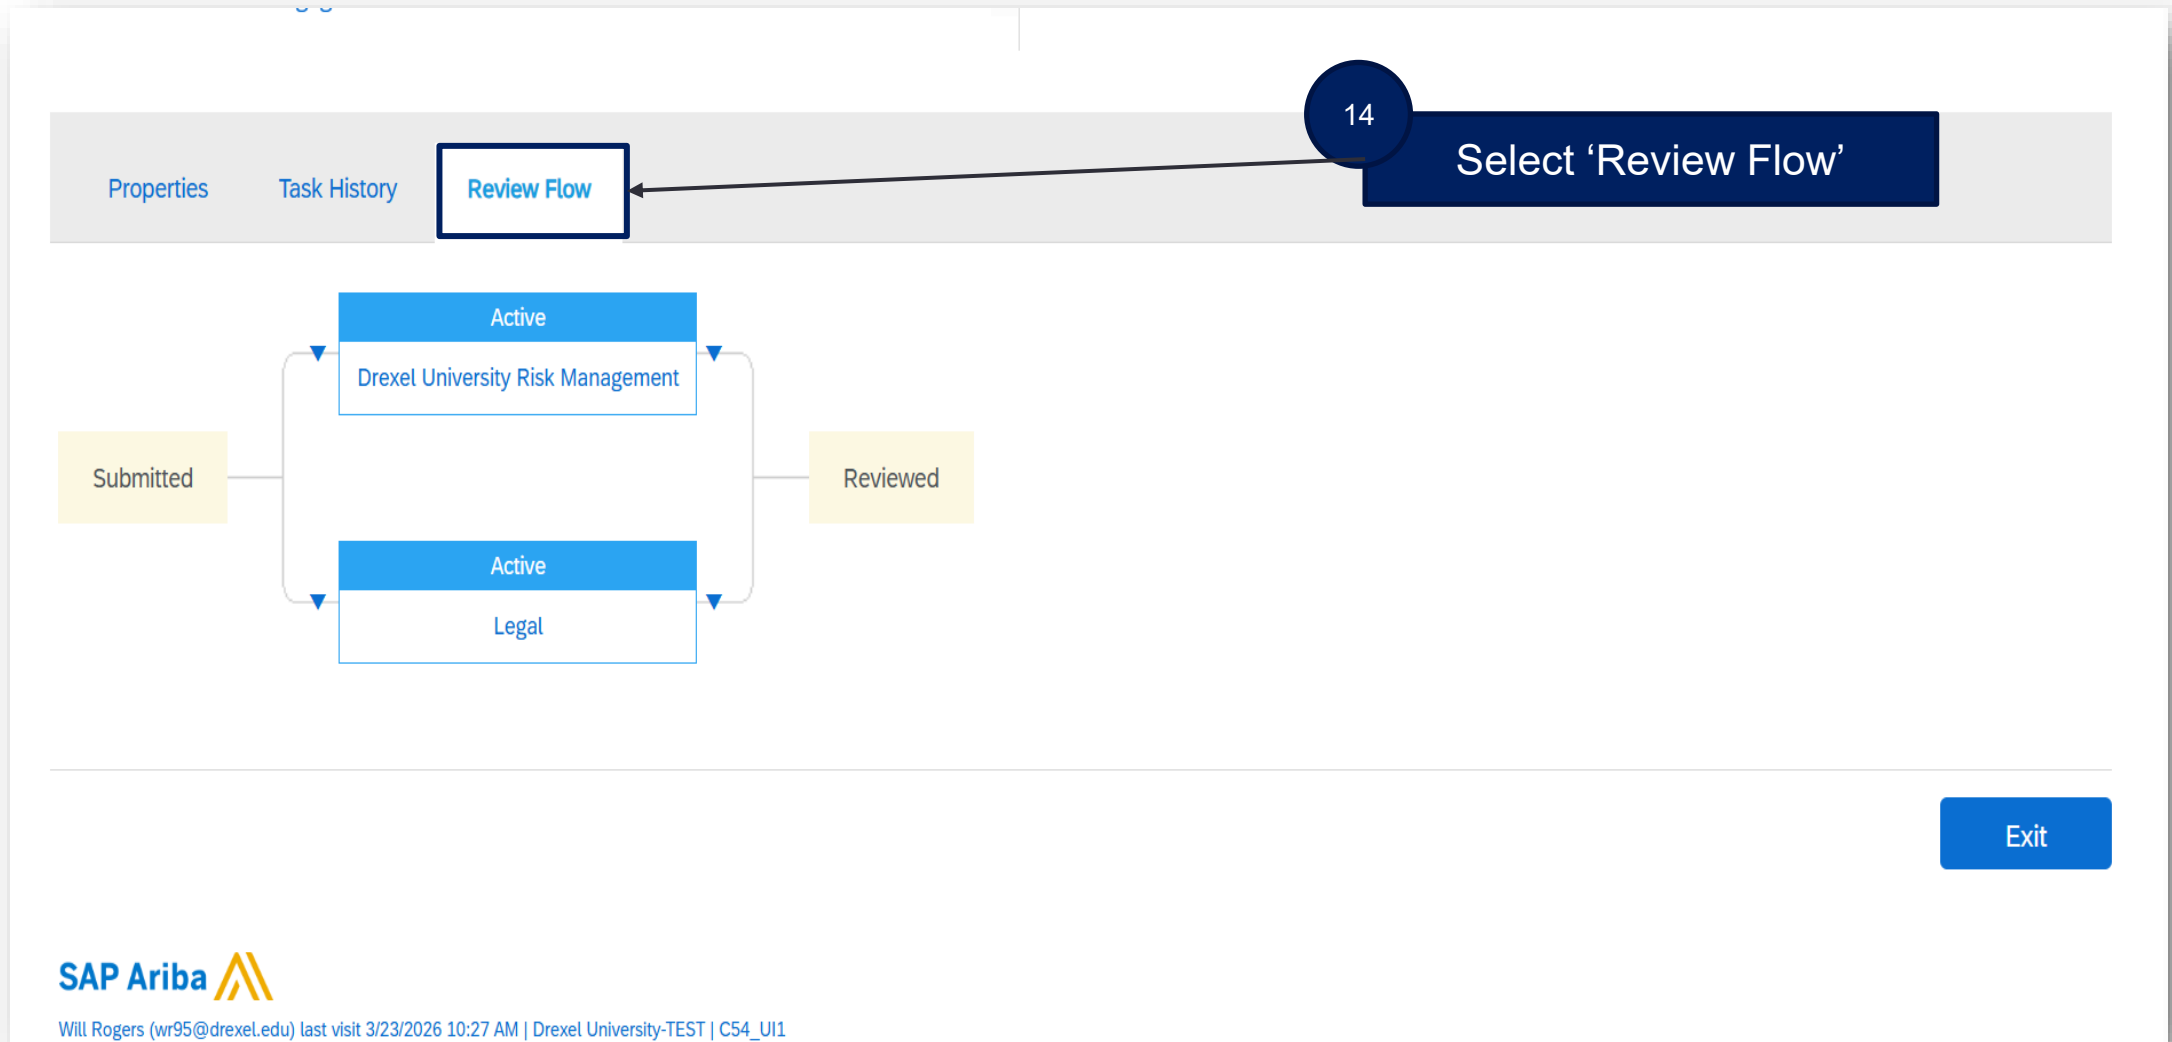 14
Select ‘Review Flow’
Properties
Task History
Review Flow
Active
Drexel University Risk Management
Submitted
Reviewed
Active
Legal
Exit
SAP Ariba
Will Rogers (wr95@drexel.edu) last visit 3/23/2026 10:27 AM | Drexel University-TEST | C54_UI1